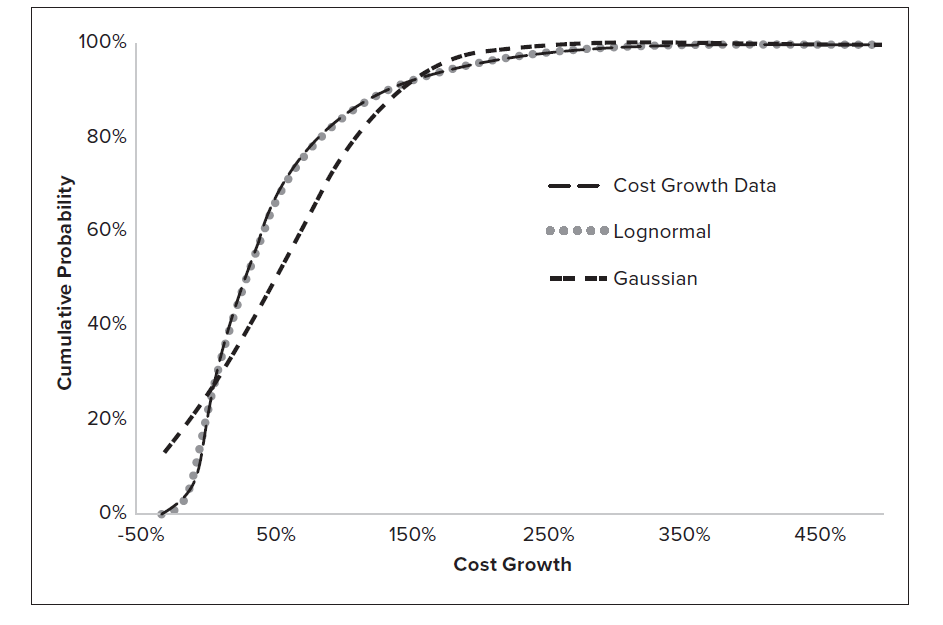 100%
80%
60%
40%
20%
0%
Cumulative Probability
Cost Growth Data
Lognormal
Gaussian
-50% 50% 150% 250% 350% 450%
Cost Growth